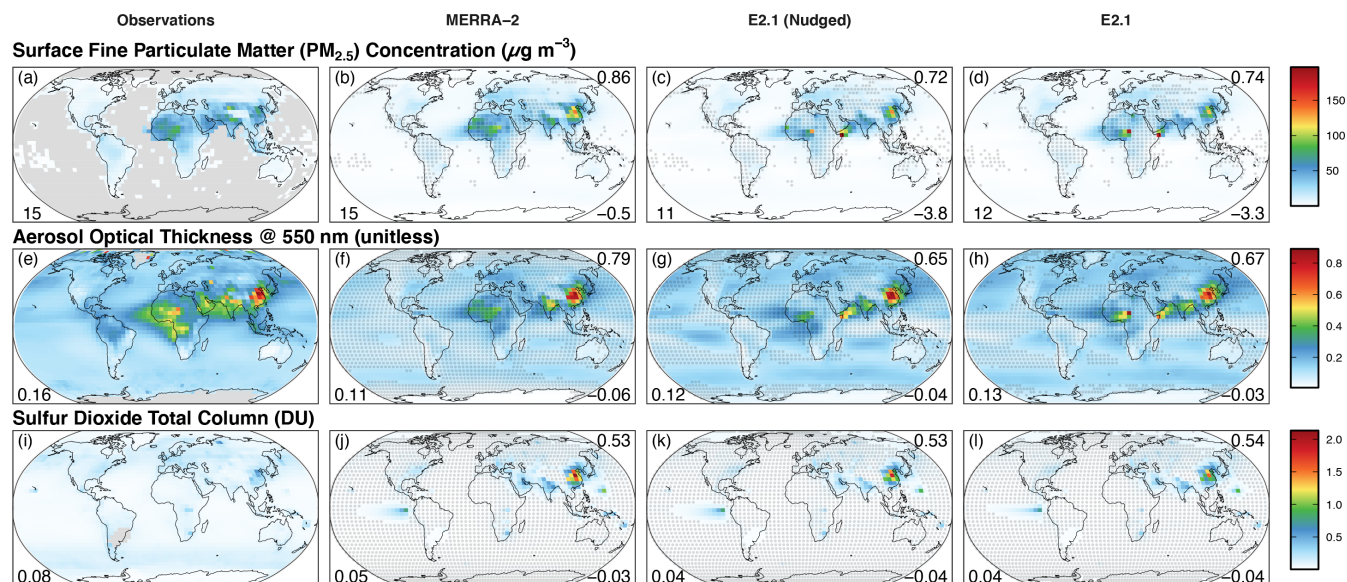 Observations MERRA−2 E2.1 (Nudged) E2.1
Surface Fine Particulate Matter (PM2.5) Concentration (μg m−3)
(a) (b) 0.86 (c) 0.72 (d) 0.74
150
100
50
15 15 −0.5 11 −3.8 12 −3.3
Aerosol Optical Thickness @ 550 nm (unitless)
(e) (f) 0.79 (g) 0.65 (h) 0.67
0.8
0.6
0.4
0.2
0.16 0.11 −0.06 0.12 −0.04 0.13 −0.03
Sulfur Dioxide Total Column (DU)
(i) (j) 0.53 (k) 0.53 (l) 0.54
2.0
1.5
1.0
0.5
0.08 0.05 −0.03 0.04 −0.04 0.04 −0.04